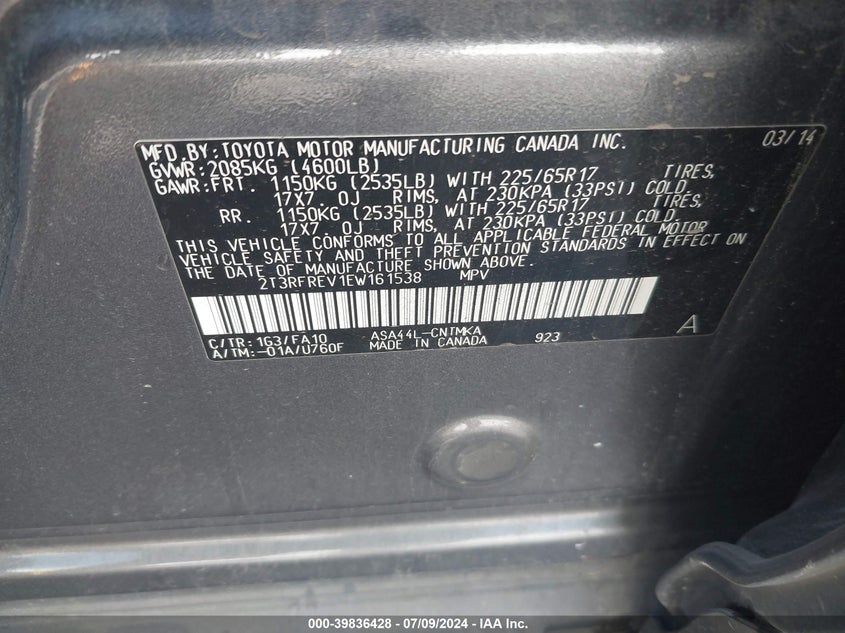 MFD.BY:TOYOTA MOTOR MANUFACTURING CANADA INC. 03/14
GVWR:2085KG (4600LB)
GAWR:FRT. 1150KG (2535LB) WITH 225/65R17 TIRES,
17X7.0J RIMS, AT 230KPA (33PSI) COLD.
RR. 1150KG (2535LB) WITH 225/65R17 TIRES,
17X7.0J RIMS, AT 230KPA (33PSI) COLD.
THIS VEHICLE CONFORMS TO ALL APPLICABLE FEDERAL MOTOR
VEHICLE SAFETY AND THEFT PREVENTION STANDARDS IN EFFECT ON
THE DATE OF MANUFACTURE SHOWN ABOVE.
2T3RFREV1EW161538 MPV
C/TR:1G3/FA10 ASA44L-CNTMKA A
A/TM:-01A/U760F MADE IN CANADA 923
000-39836428 - 07/09/2024 - IAA Inc.